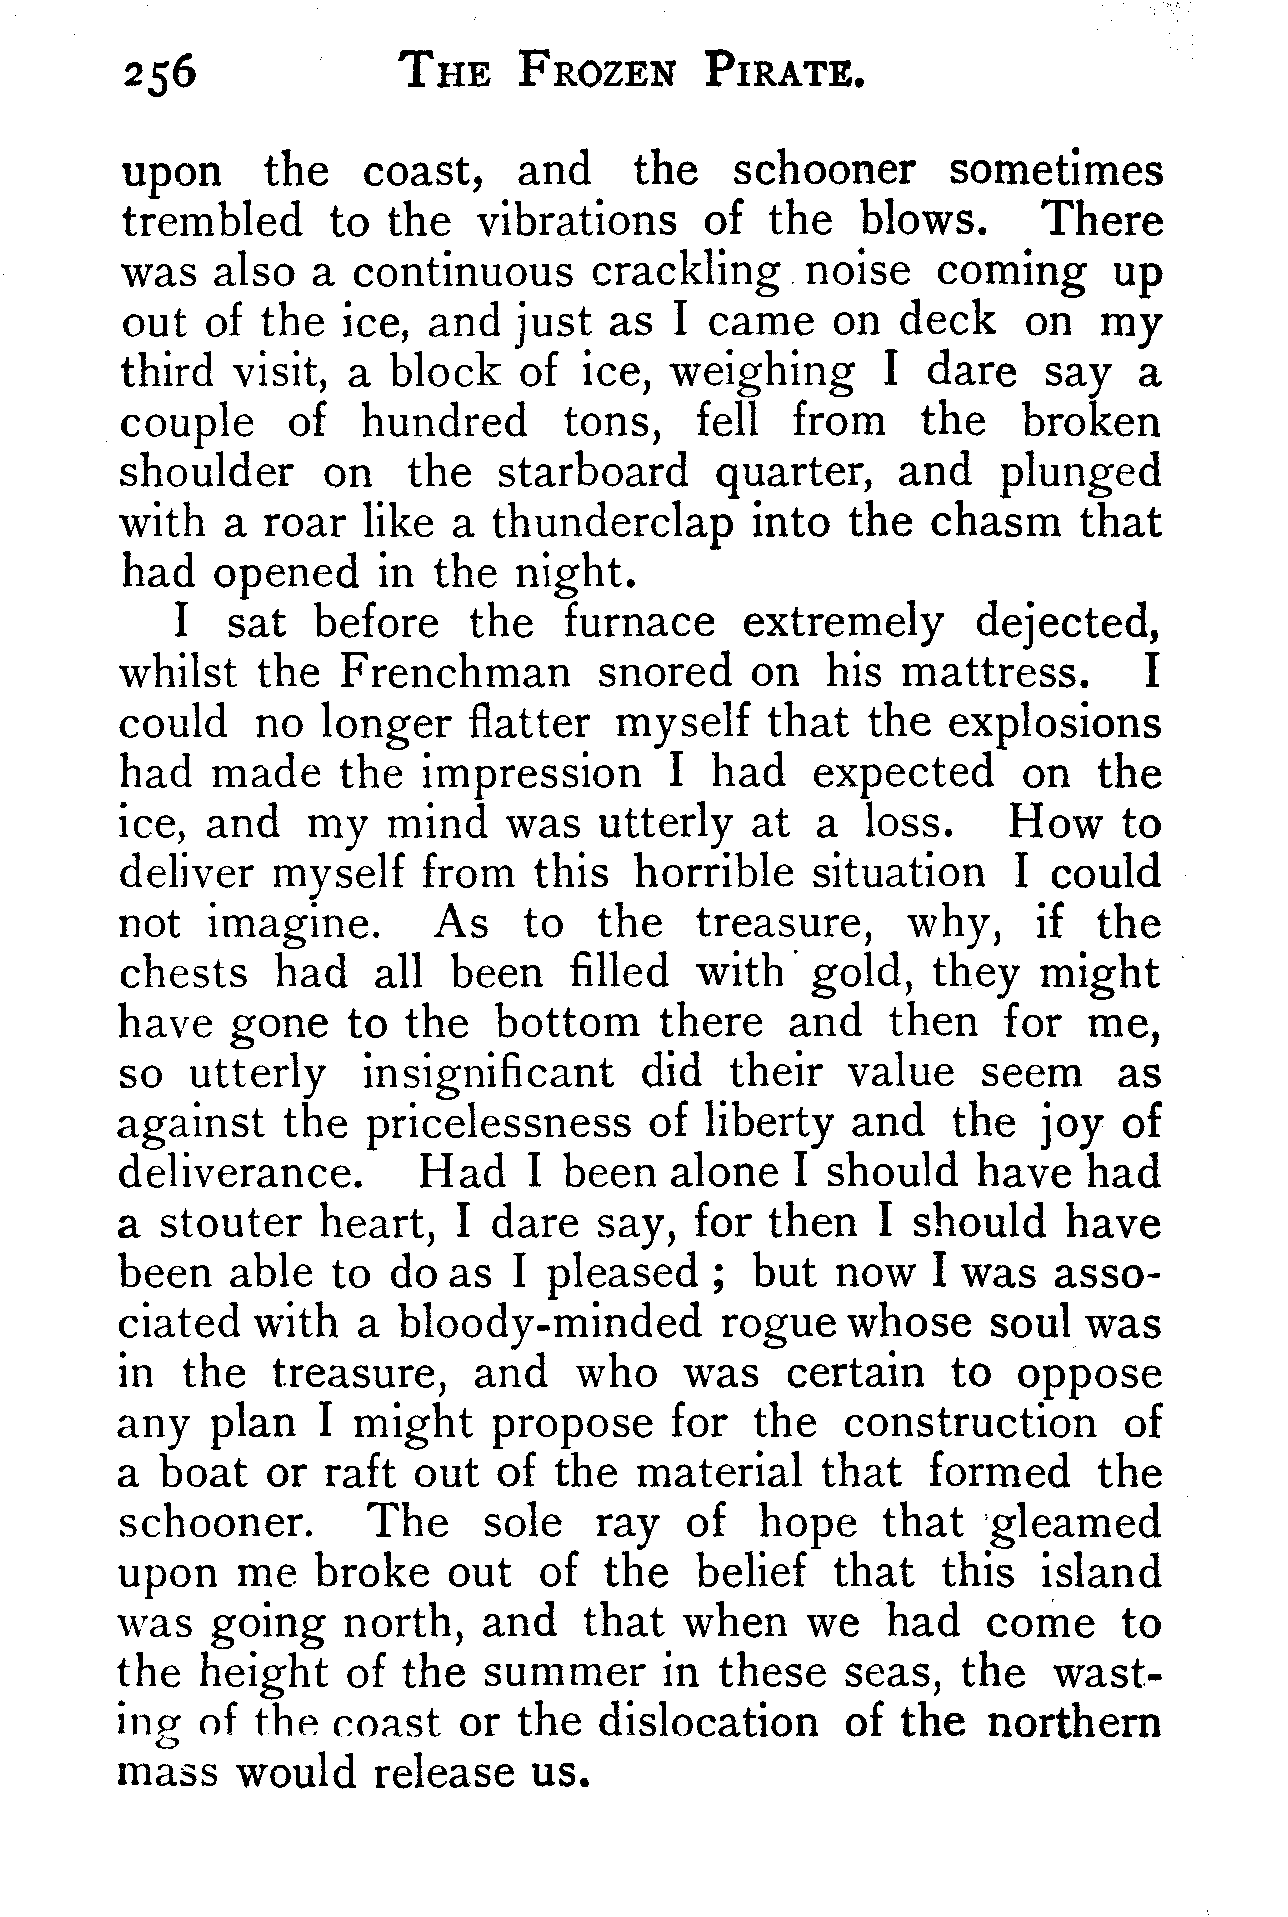 256 THE FROZEN PIRATE.
upon the coast, and the schooner sometimes
trembled to the vibrations of the blows. There
was also a continuous crackling noise coming up
out of the ice, and just as I came on deck on my
third visit, a block of ice, weighing I dare say a
couple of hundred tons, fell from the broken
shoulder on the starboard quarter, and plunged
with a roar like a thunderclap into the chasm that
had opened in the night.
I sat before the furnace extremely dejected,
whilst the Frenchman snored on his mattress. I
could no longer flatter myself that the explosions
had made the impression I had expected on the
ice, and my mind was utterly at a loss. How to
deliver myself from this horrible situation I could
not imagine. As to the treasure, why, if the
chests had all been filled with gold, they might
have gone to the bottom there and then for me,
so utterly insignificant did their value seem as
against the pricelessness of liberty and the joy of
deliverance. Had I been alone I should have had
a stouter heart, I dare say, for then I should have
been able to do as I pleased ; but now I was asso-
ciated with a bloody-minded rogue whose soul was
in the treasure, and who was certain to oppose
any plan I might propose for the construction of
a boat or raft out of the material that formed the
schooner. The sole ray of hope that gleamed
upon me broke out of the belief that this island
was going north, and that when we had come to
the height of the summer in these seas, the wast-
ing of the coast or the dislocation of the northern
mass would release us.